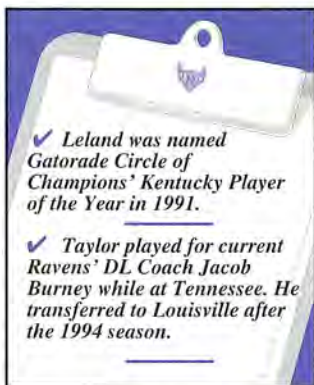 ✓ Leland was named
Gatorade Circle of
Champions' Kentucky Player
of the Year in 1991.
✓ Taylor played for current
Ravens' DL Coach Jacob
Burney while at Tennessee. He
transferred to Louisville after
the 1994 season.